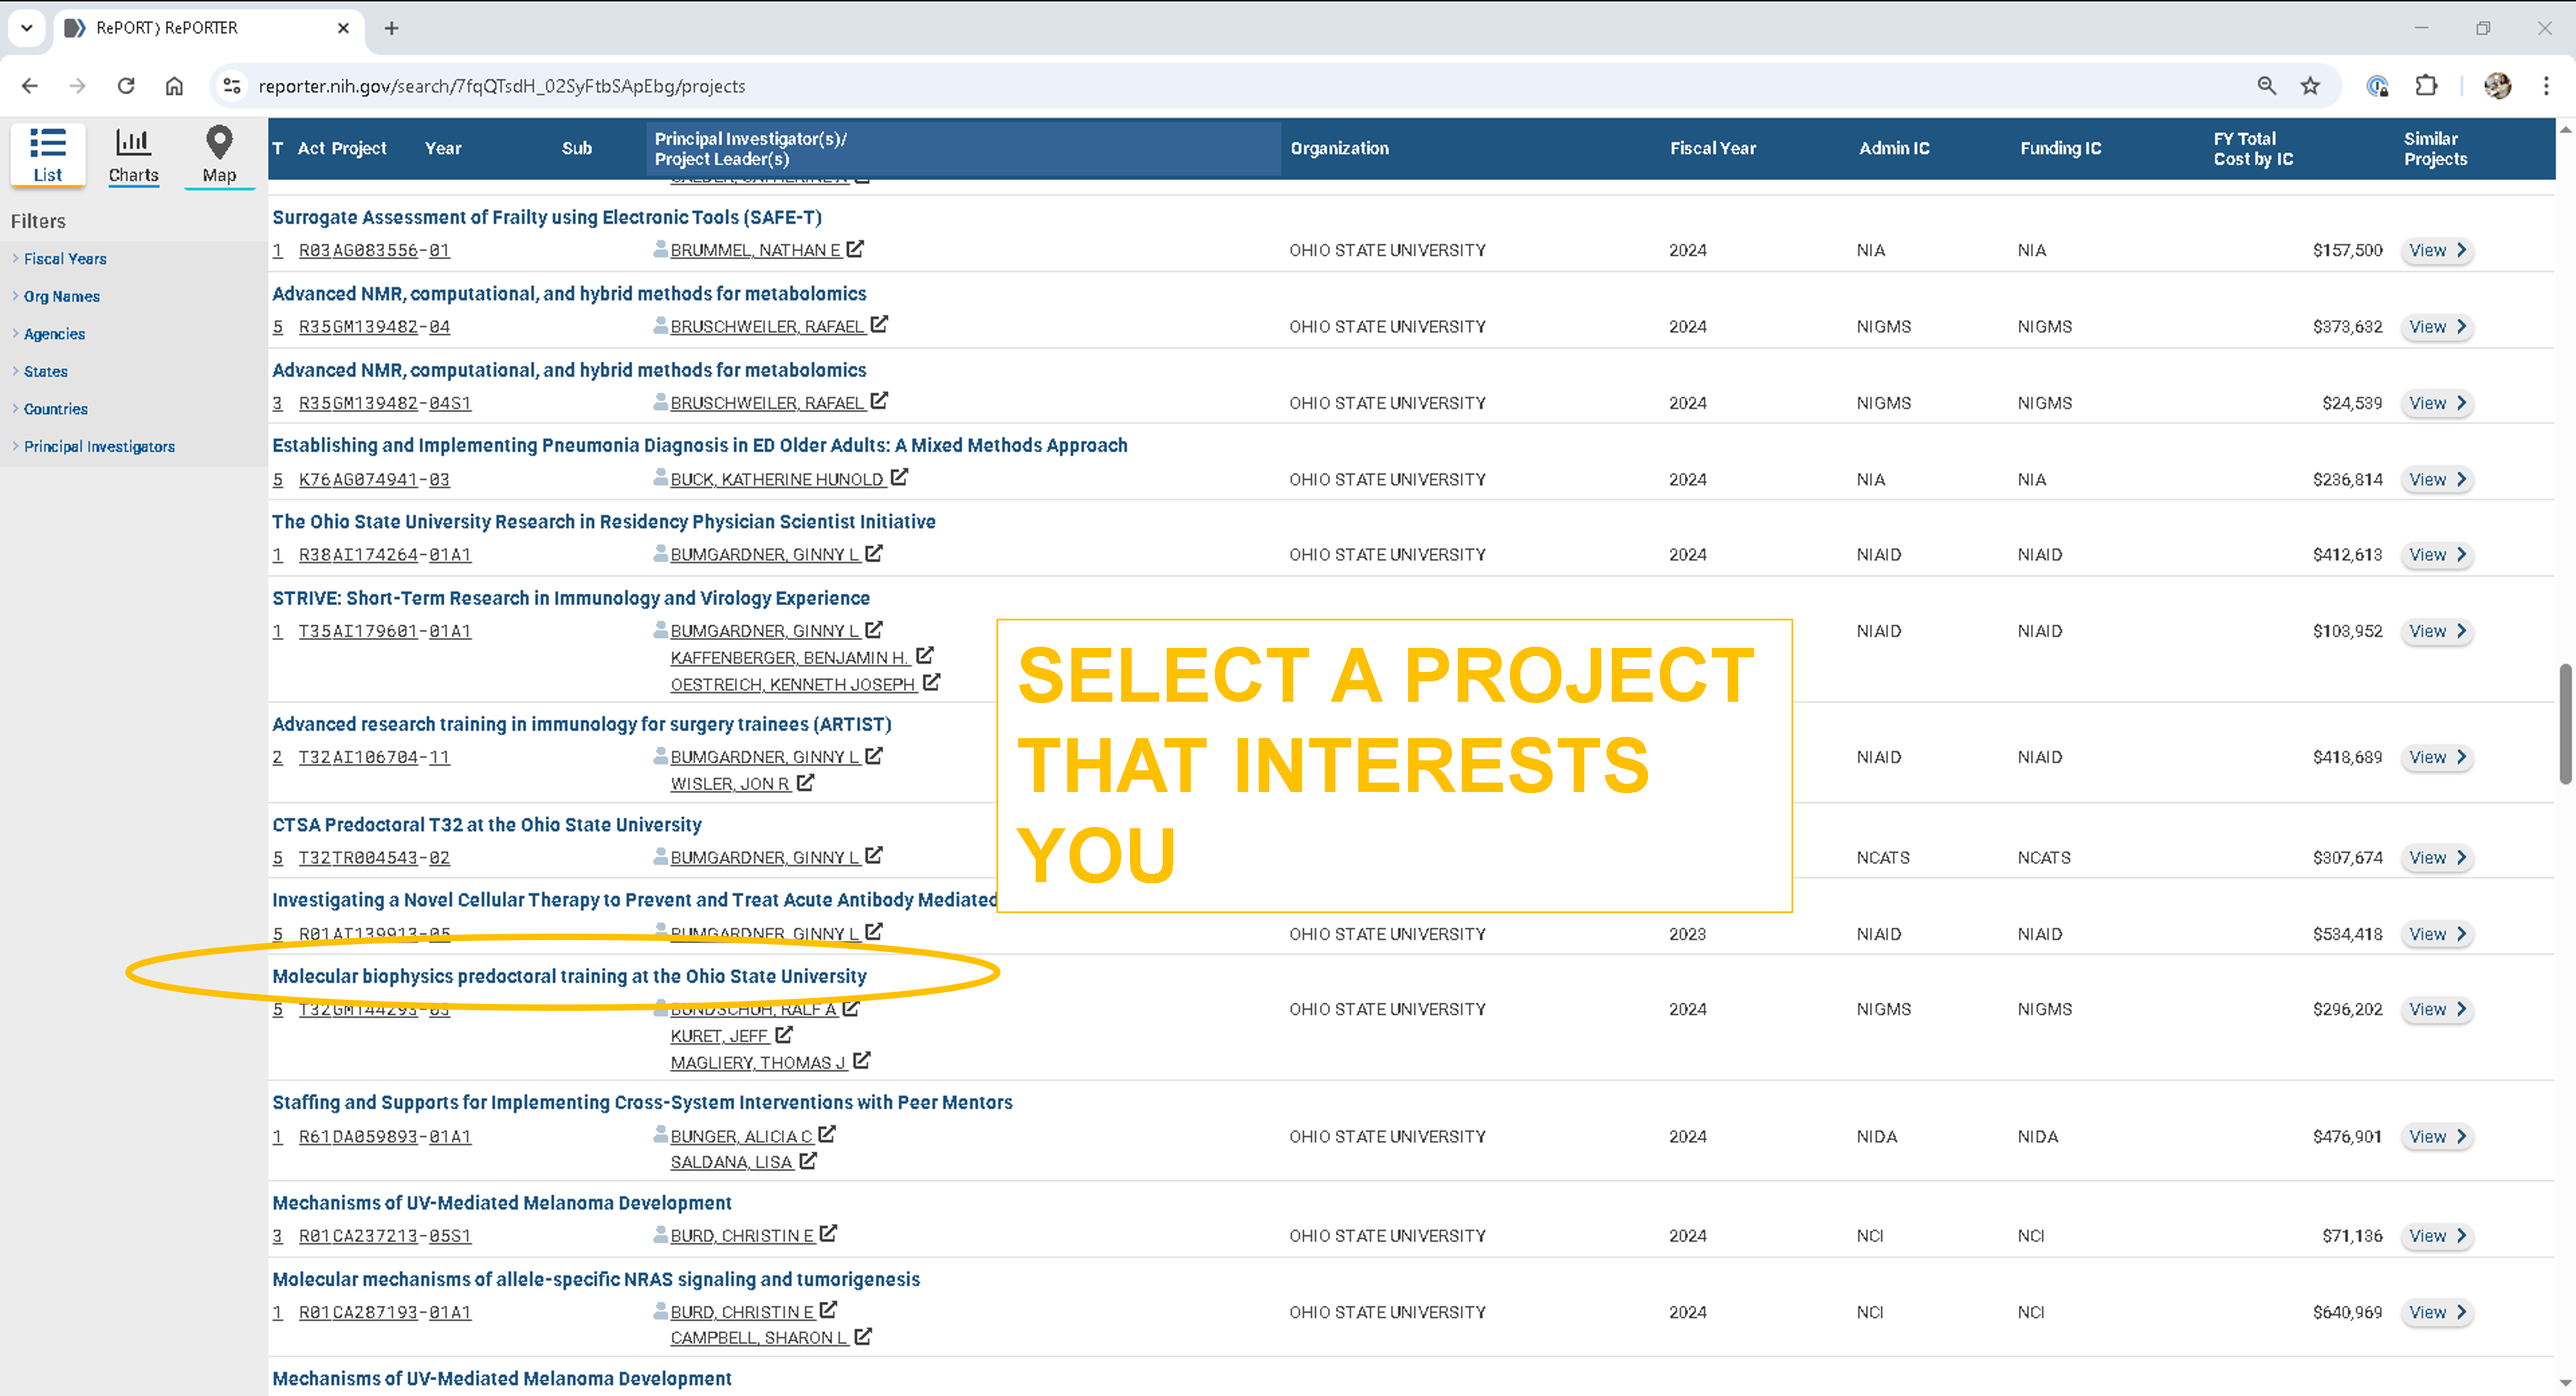 RePORT ⟩ RePORTER
reporter.nih.gov/search/7fqQTsdH_02SyFtbSApEbg/projects
List
Charts
Map
Filters
Fiscal Years
Org Names
Agencies
States
Countries
Principal Investigators
T Act Project Year Sub Principal Investigator(s)/ Project Leader(s) Organization Fiscal Year Admin IC Funding IC FY Total Cost by IC Similar Projects
Surrogate Assessment of Frailty using Electronic Tools (SAFE-T)
1 R03AG083556-01 BRUMMEL, NATHAN E OHIO STATE UNIVERSITY 2024 NIA NIA $157,500 View
Advanced NMR, computational, and hybrid methods for metabolomics
5 R35GM139482-04 BRUSCHWEILER, RAFAEL OHIO STATE UNIVERSITY 2024 NIGMS NIGMS $373,632 View
Advanced NMR, computational, and hybrid methods for metabolomics
3 R35GM139482-04S1 BRUSCHWEILER, RAFAEL OHIO STATE UNIVERSITY 2024 NIGMS NIGMS $24,539 View
Establishing and Implementing Pneumonia Diagnosis in ED Older Adults: A Mixed Methods Approach
5 K76AG074941-03 BUCK, KATHERINE HUNOLD OHIO STATE UNIVERSITY 2024 NIA NIA $236,814 View
The Ohio State University Research in Residency Physician Scientist Initiative
1 R38AI174264-01A1 BUMGARDNER, GINNY L OHIO STATE UNIVERSITY 2024 NIAID NIAID $412,613 View
STRIVE: Short-Term Research in Immunology and Virology Experience
1 T35AI179601-01A1 BUMGARDNER, GINNY L NIAID NIAID $103,952 View
KAFFENBERGER, BENJAMIN H.
OESTREICH, KENNETH JOSEPH
Advanced research training in immunology for surgery trainees (ARTIST)
2 T32AI106704-11 BUMGARDNER, GINNY L NIAID NIAID $418,689 View
WISLER, JON R
CTSA Predoctoral T32 at the Ohio State University
5 T32TR004543-02 BUMGARDNER, GINNY L NCATS NCATS $307,674 View
Investigating a Novel Cellular Therapy to Prevent and Treat Acute Antibody Mediated
5 R01AI139913-05 BUMGARDNER, GINNY L OHIO STATE UNIVERSITY 2023 NIAID NIAID $534,418 View
SELECT A PROJECT
THAT INTERESTS
YOU
Molecular biophysics predoctoral training at the Ohio State University
5 T32GM144293-03 BUNDSCHUH, RALF A OHIO STATE UNIVERSITY 2024 NIGMS NIGMS $296,202 View
KURET, JEFF
MAGLIERY, THOMAS J
Staffing and Supports for Implementing Cross-System Interventions with Peer Mentors
1 R61DA059893-01A1 BUNGER, ALICIA C OHIO STATE UNIVERSITY 2024 NIDA NIDA $476,901 View
SALDANA, LISA
Mechanisms of UV-Mediated Melanoma Development
3 R01CA237213-05S1 BURD, CHRISTIN E OHIO STATE UNIVERSITY 2024 NCI NCI $71,136 View
Molecular mechanisms of allele-specific NRAS signaling and tumorigenesis
1 R01CA287193-01A1 BURD, CHRISTIN E OHIO STATE UNIVERSITY 2024 NCI NCI $640,969 View
CAMPBELL, SHARON L
Mechanisms of UV-Mediated Melanoma Development